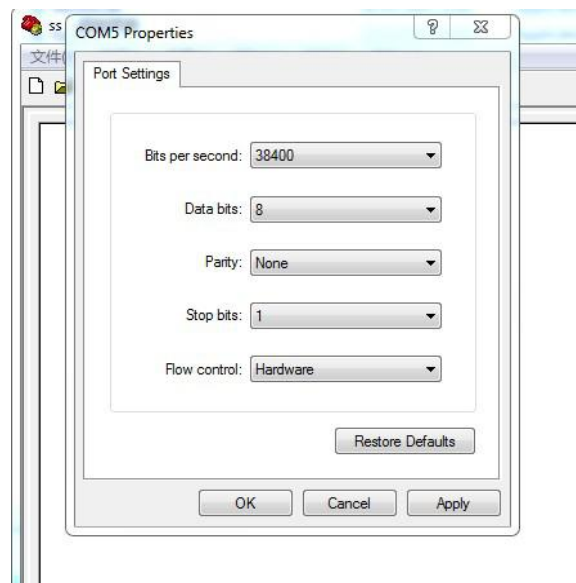 ss
COM5 Properties
文件(
Port Settings
Bits per second: 38400
Data bits: 8
Parity: None
Stop bits: 1
Flow control: Hardware
Restore Defaults
OK Cancel Apply